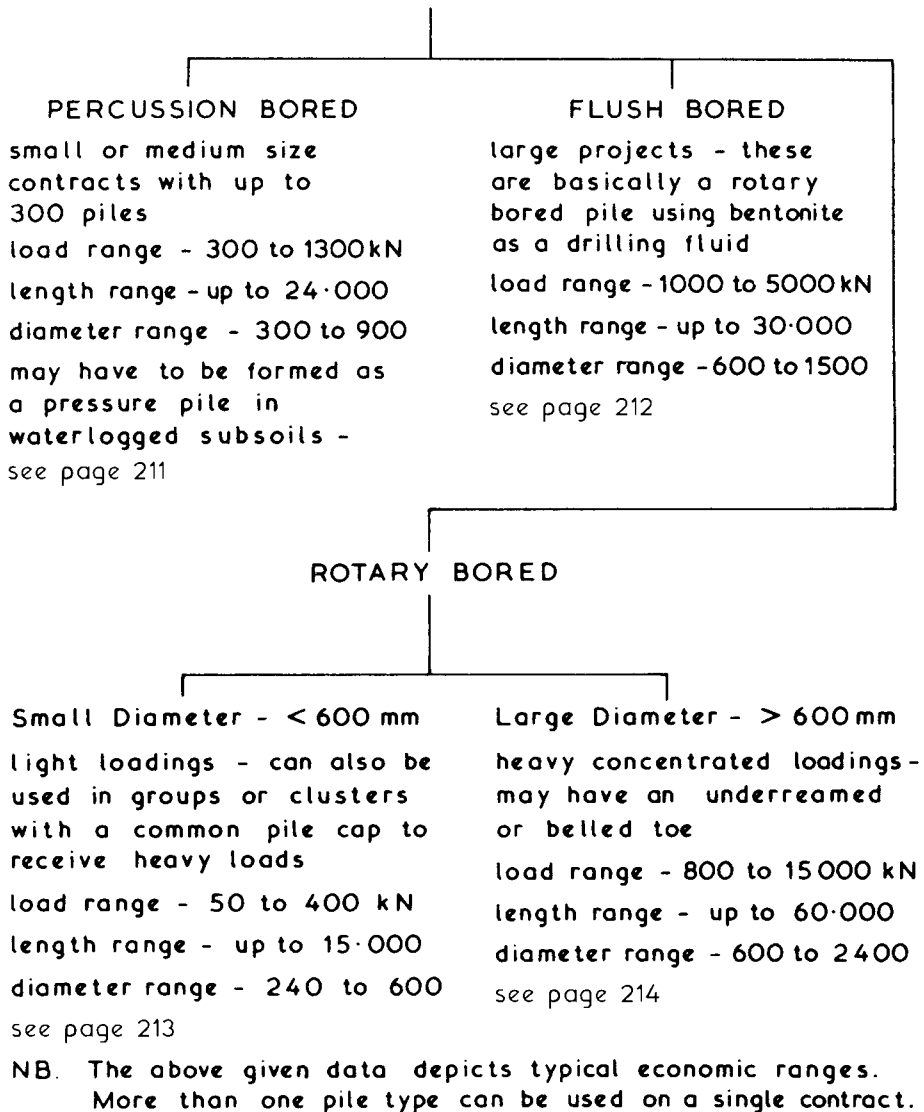 PERCUSSION BORED
small or medium size
contracts with up to
300 piles
load range - 300 to 1300kN
length range - up to 24·000
diameter range - 300 to 900
may have to be formed as
a pressure pile in
waterlogged subsoils -
see page 211
FLUSH BORED
large projects - these
are basically a rotary
bored pile using bentonite
as a drilling fluid
load range - 1000 to 5000 kN
length range - up to 30·000
diameter range - 600 to 1500
see page 212
ROTARY BORED
Small Diameter - < 600 mm
light loadings - can also be
used in groups or clusters
with a common pile cap to
receive heavy loads
load range - 50 to 400 kN
length range - up to 15·000
diameter range - 240 to 600
see page 213
Large Diameter - > 600 mm
heavy concentrated loadings -
may have an underreamed
or belled toe
load range - 800 to 15 000 kN
length range - up to 60·000
diameter range - 600 to 2400
see page 214
NB. The above given data depicts typical economic ranges.
More than one pile type can be used on a single contract.